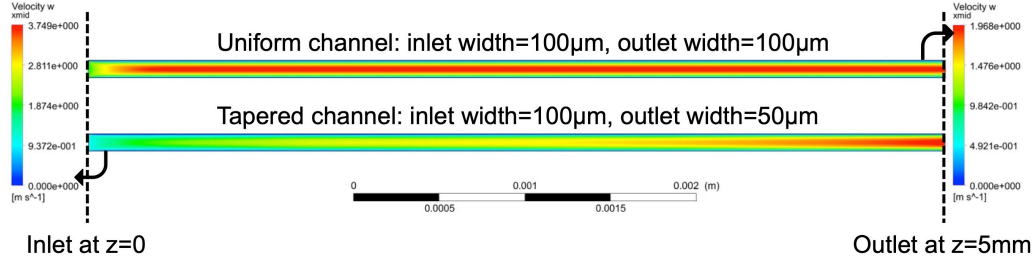 Velocity w
xmid
3.749e+000
2.811e+000
1.874e+000
9.372e-001
0.000e+000
[m s^-1]
Uniform channel: inlet width=100µm, outlet width=100µm
Tapered channel: inlet width=100µm, outlet width=50µm
0
0.001
0.002 (m)
0.0005
0.0015
Velocity w
xmid
1.968e+000
1.476e+000
9.842e-001
4.921e-001
0.000e+000
[m s^-1]
Inlet at z=0
Outlet at z=5mm